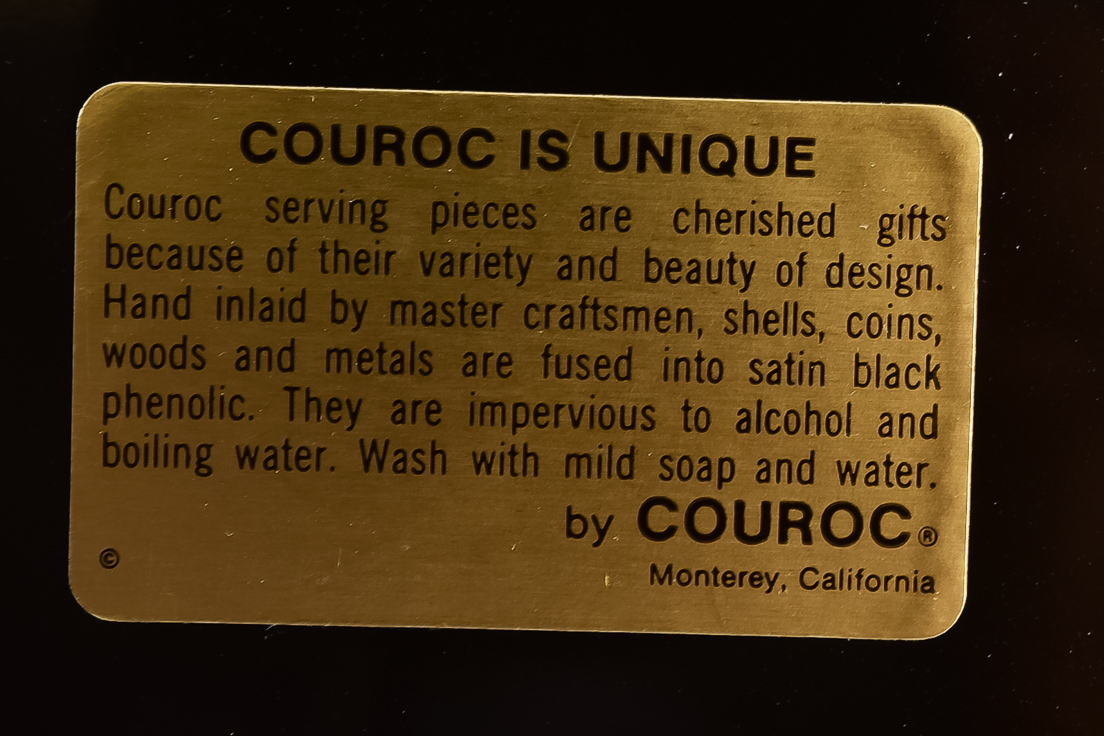 COUROC IS UNIQUE
Couroc serving pieces are cherished gifts
because of their variety and beauty of design.
Hand inlaid by master craftsmen, shells, coins,
woods and metals are fused into satin black
phenolic. They are impervious to alcohol and
boiling water. Wash with mild soap and water.
by COUROC®
©
Monterey, California